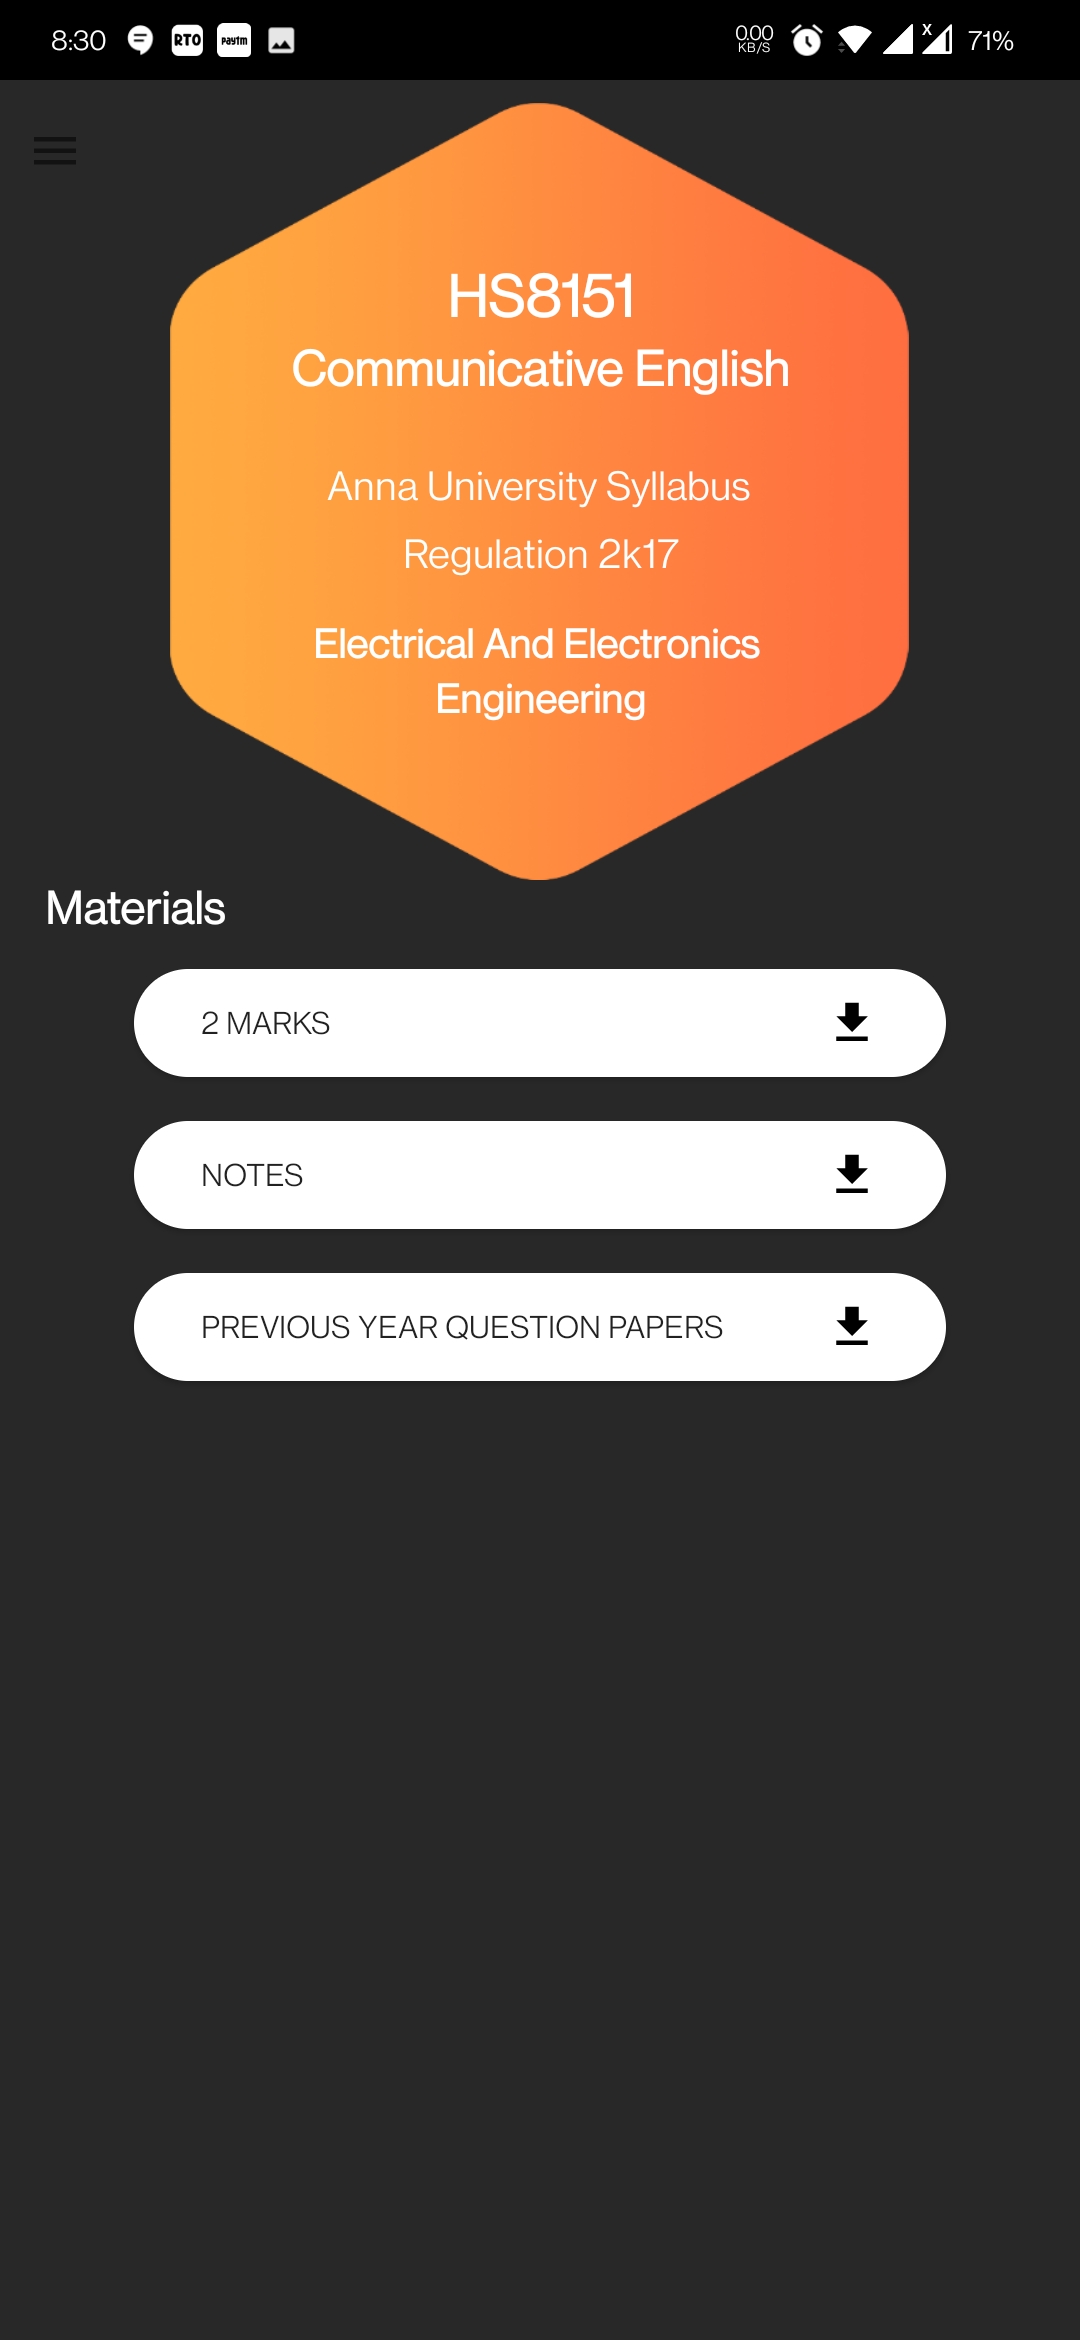 8:30 RTO paytm 0.00 KB/S X 71%
HS8151
Communicative English
Anna University Syllabus
Regulation 2k17
Electrical And Electronics
Engineering
Materials
2 MARKS
NOTES
PREVIOUS YEAR QUESTION PAPERS